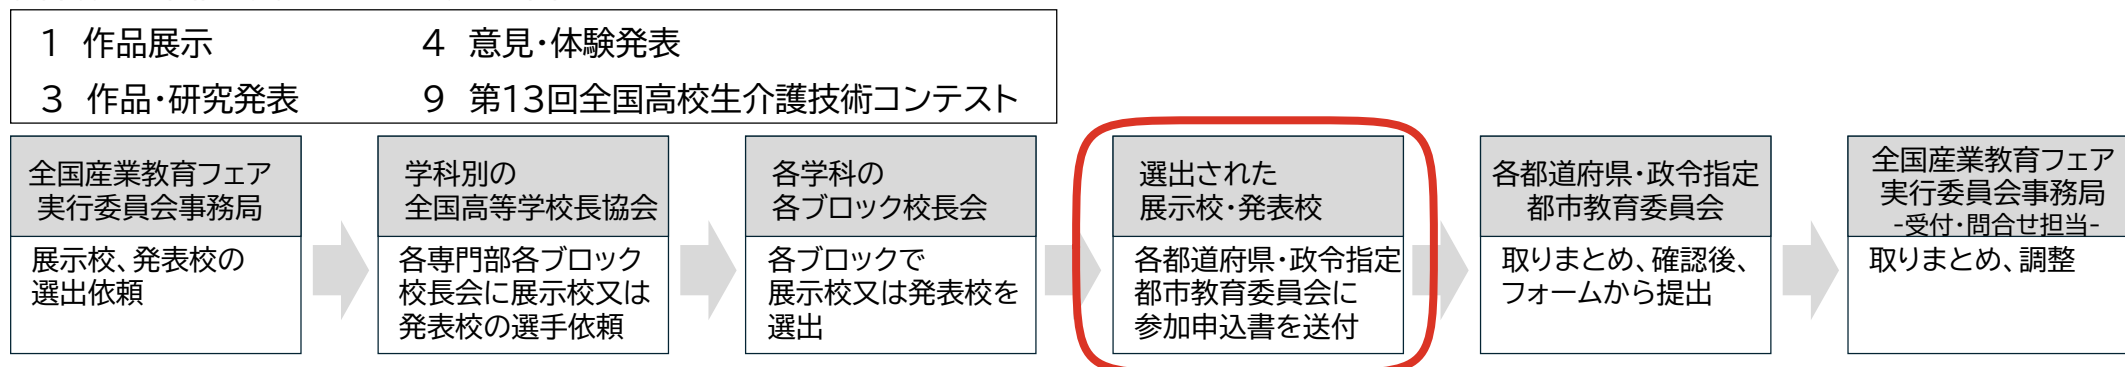 1 作品展示
4 意見・体験発表
3 作品・研究発表
9 第13回全国高校生介護技術コンテスト
全国産業教育フェア
実行委員会事務局
展示校、発表校の
選出依頼
学科別の
全国高等学校長協会
各専門部各ブロック
校長会に展示校又は
発表校の選手依頼
各学科の
各ブロック校長会
各ブロックで
展示校又は発表校を
選出
選出された
展示校・発表校
各都道府県・政令指定
都市教育委員会に
参加申込書を送付
各都道府県・政令指定
都市教育委員会
取りまとめ、確認後、
フォームから提出
全国産業教育フェア
実行委員会事務局
-受付・問合せ担当-
取りまとめ、調整